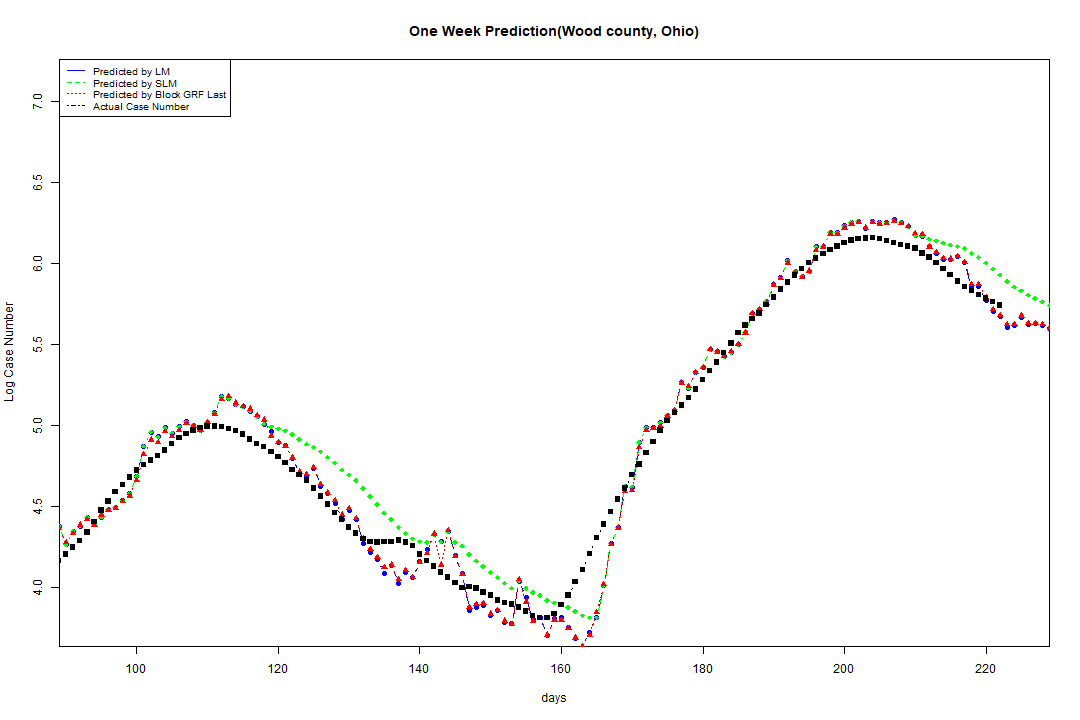 One Week Prediction(Wood county, Ohio)
Predicted by LM
Predicted by SLM
Predicted by Block GRF Last
Actual Case Number
7.0
6.5
6.0
5.5
5.0
4.5
4.0
Log Case Number
100 120 140 160 180 200 220
days